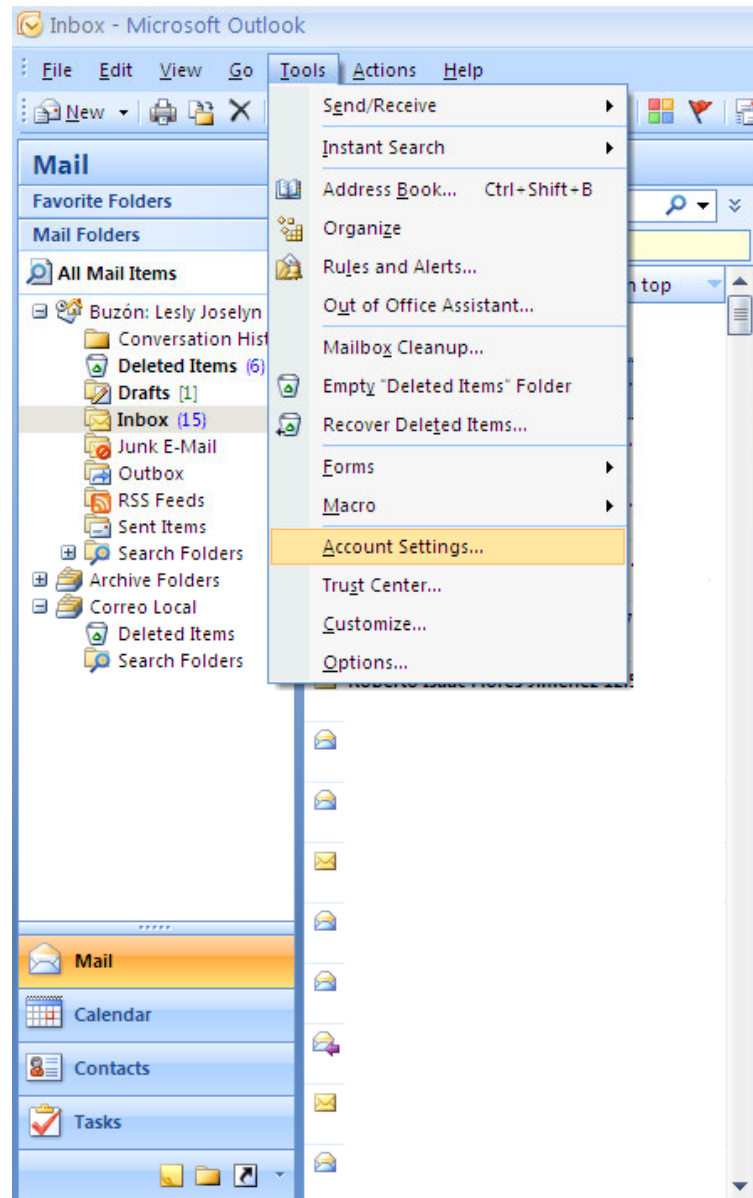 Inbox - Microsoft Outlook
File Edit View Go Tools Actions Help
New
Send/Receive
Instant Search
Address Book... Ctrl+Shift+B
Organize
Rules and Alerts...
Out of Office Assistant...
Mailbox Cleanup...
Empty "Deleted Items" Folder
Recover Deleted Items...
Forms
Macro
Account Settings...
Trust Center...
Customize...
Options...
Mail
Favorite Folders
Mail Folders
All Mail Items
Buzón: Lesly Joselyn
Conversation Hist
Deleted Items (6)
Drafts [1]
Inbox (15)
Junk E-Mail
Outbox
RSS Feeds
Sent Items
Search Folders
Archive Folders
Correo Local
Deleted Items
Search Folders
top
Mail
Calendar
Contacts
Tasks